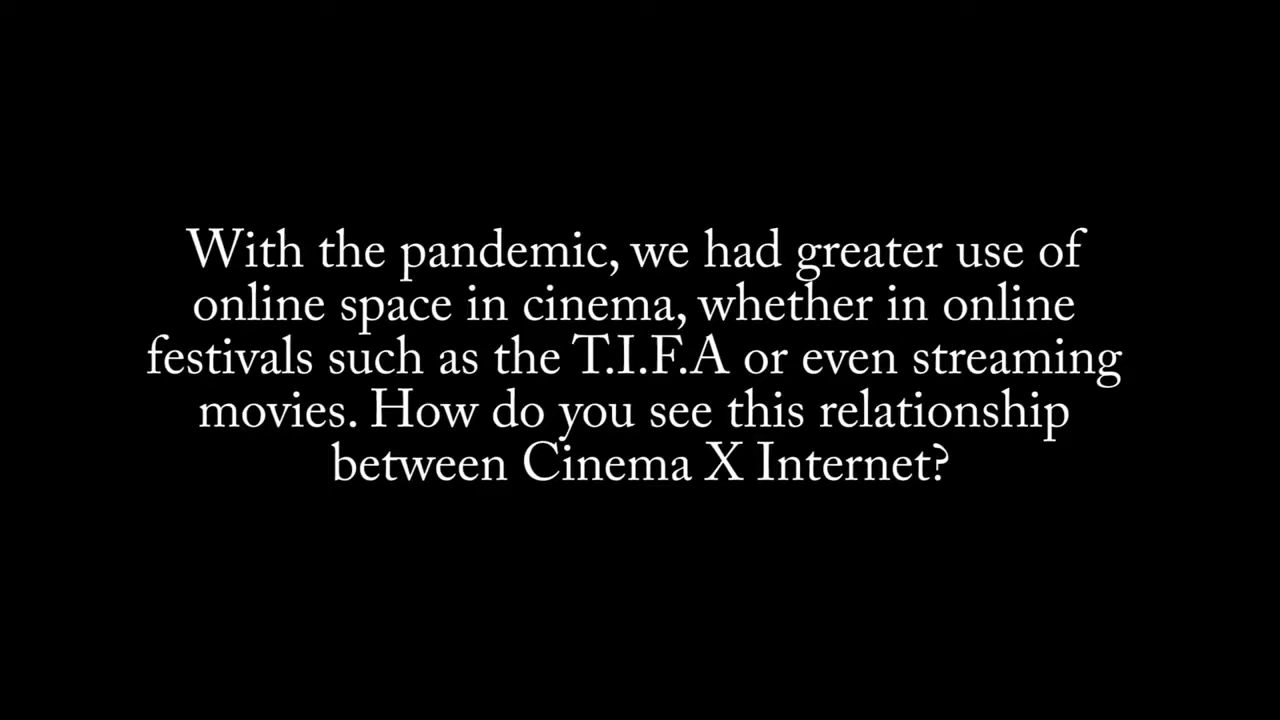 With the pandemic, we had greater use of
online space in cinema, whether in online
festivals such as the T.I.F.A or even streaming
movies. How do you see this relationship
between Cinema X Internet?